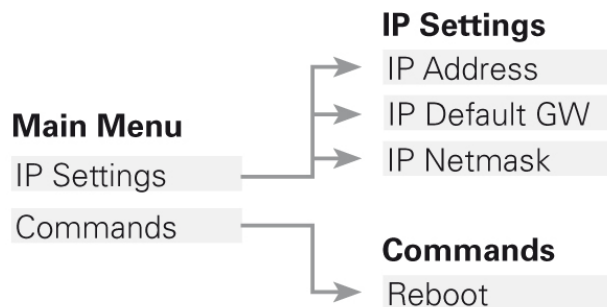 Main Menu
IP Settings
Commands
IP Settings
IP Address
IP Default GW
IP Netmask
Commands
Reboot